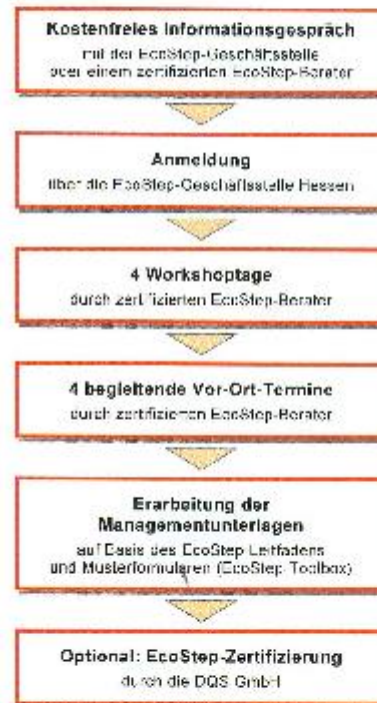 Kostenfreies Informationsgespräch
mit der EcoStep-Geschäftsstelle
oder einem zertifizierten EcoStep-Berater
Anmeldung
über die EcoStep-Geschäftsstelle Hessen
4 Workshoptage
durch zertifizierten EcoStep-Berater
4 begleitende Vor-Ort-Termine
durch zertifizierten EcoStep-Berater
Erarbeitung der
Managementunterlagen
auf Basis des EcoStep Leitfadens
und Musterformularen (EcoStep-Toolbox)
Optional: EcoStep-Zertifizierung
durch die DQS GmbH